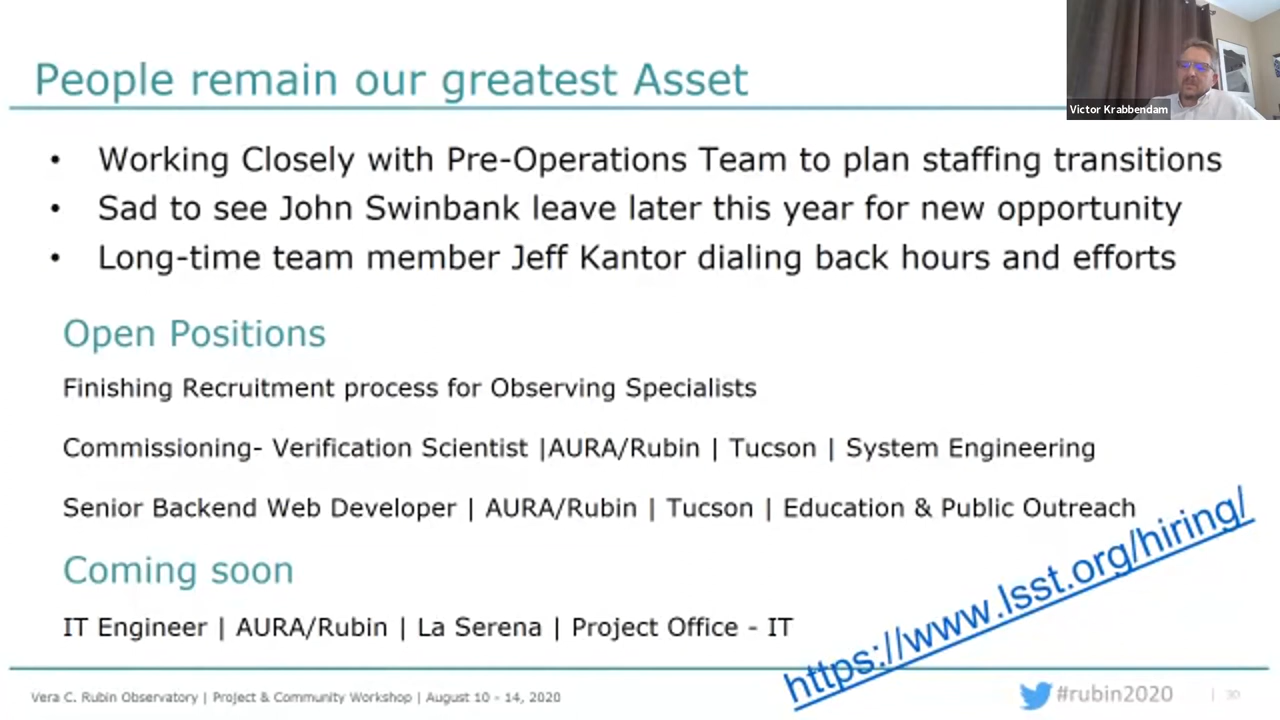 People remain our greatest Asset
Victor Krabbendam
• Working Closely with Pre-Operations Team to plan staffing transitions
• Sad to see John Swinbank leave later this year for new opportunity
• Long-time team member Jeff Kantor dialing back hours and efforts
Open Positions
Finishing Recruitment process for Observing Specialists
Commissioning- Verification Scientist |AURA/Rubin | Tucson | System Engineering
Senior Backend Web Developer | AURA/Rubin | Tucson | Education & Public Outreach
Coming soon
IT Engineer | AURA/Rubin | La Serena | Project Office - IT
https://www.lsst.org/hiring/
Vera C. Rubin Observatory | Project & Community Workshop | August 10 - 14, 2020
#rubin2020
| 30